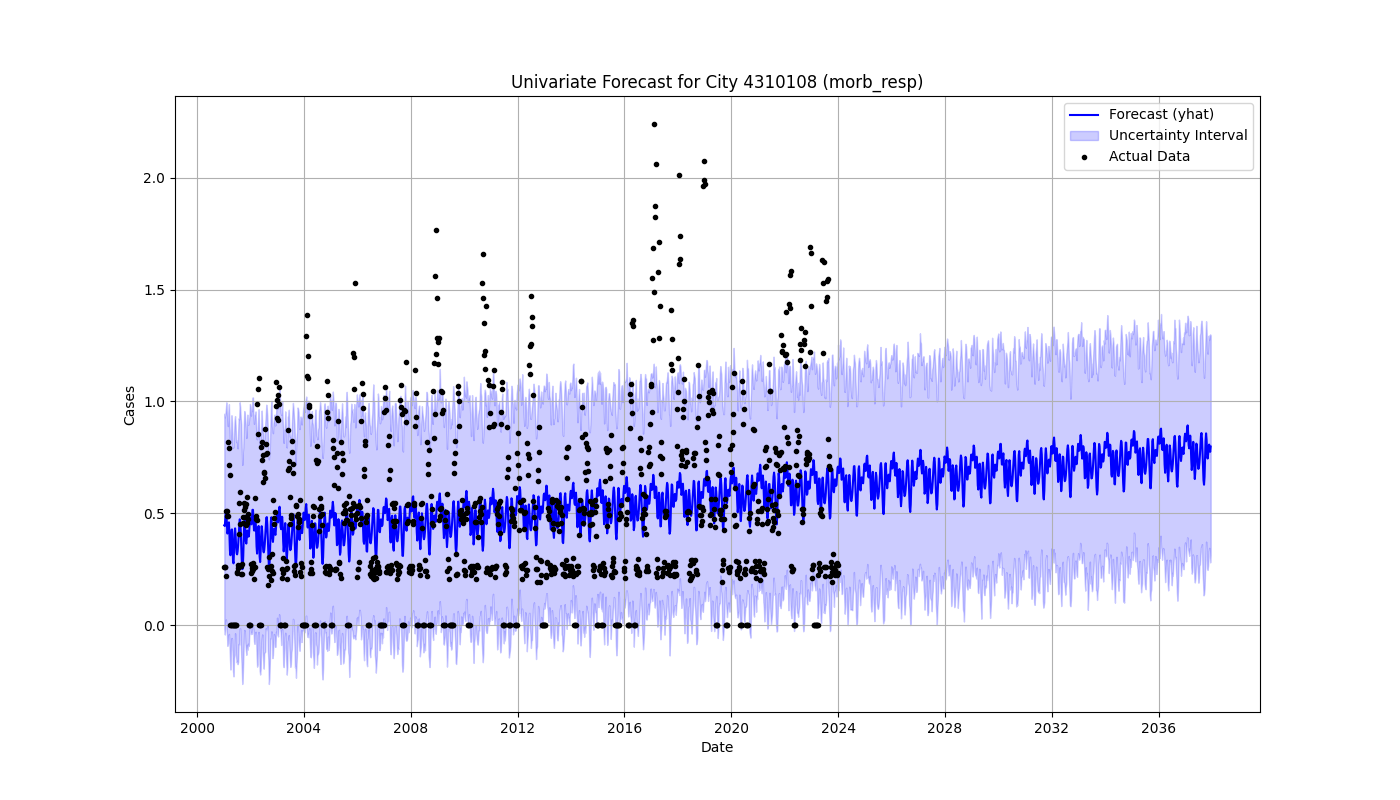 Univariate Forecast for City 4310108 (morb_resp)
Forecast (yhat)
Uncertainty Interval
Actual Data
Cases
2.0
1.5
1.0
0.5
0.0
2000 2004 2008 2012 2016 2020 2024 2028 2032 2036
Date